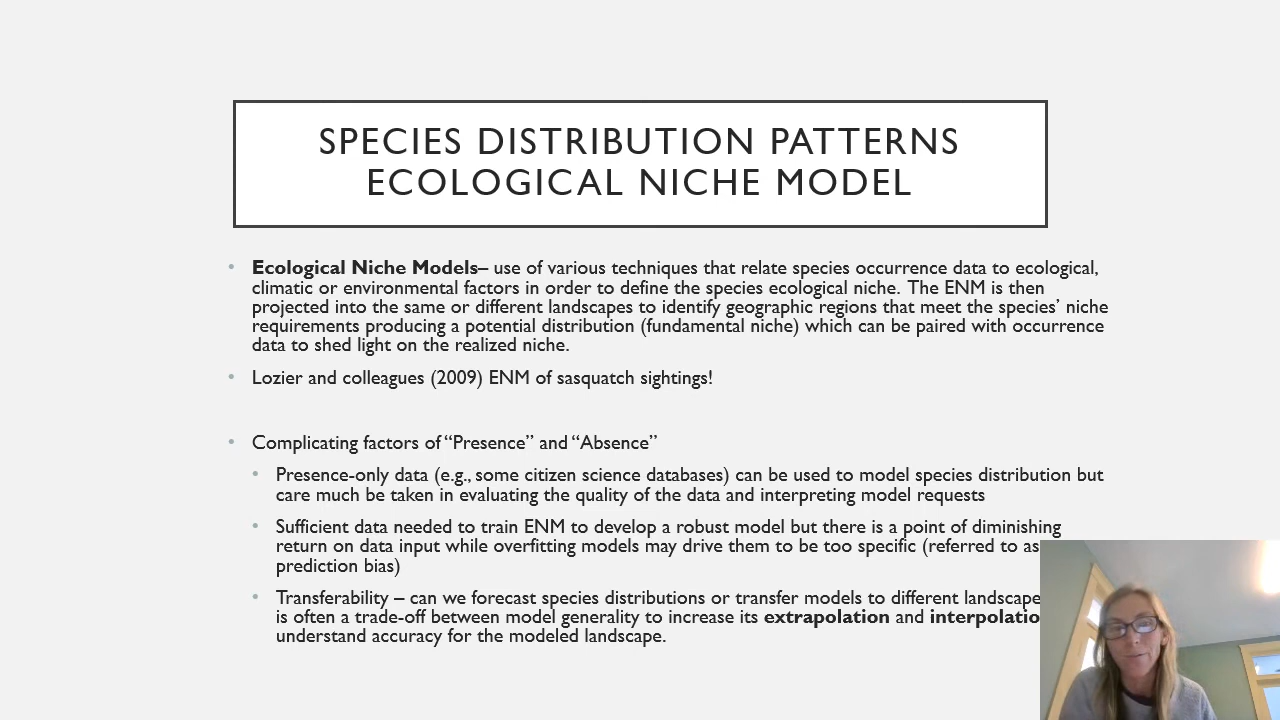 SPECIES DISTRIBUTION PATTERNS
ECOLOGICAL NICHE MODEL
• Ecological Niche Models– use of various techniques that relate species occurrence data to ecological,
climatic or environmental factors in order to define the species ecological niche. The ENM is then
projected into the same or different landscapes to identify geographic regions that meet the species’ niche
requirements producing a potential distribution (fundamental niche) which can be paired with occurrence
data to shed light on the realized niche.
• Lozier and colleagues (2009) ENM of sasquatch sightings!
• Complicating factors of “Presence” and “Absence”
• Presence-only data (e.g., some citizen science databases) can be used to model species distribution but
care much be taken in evaluating the quality of the data and interpreting model requests
• Sufficient data needed to train ENM to develop a robust model but there is a point of diminishing
return on data input while overfitting models may drive them to be too specific (referred to as
prediction bias)
• Transferability – can we forecast species distributions or transfer models to different landscape
is often a trade-off between model generality to increase its extrapolation and interpolatio
understand accuracy for the modeled landscape.